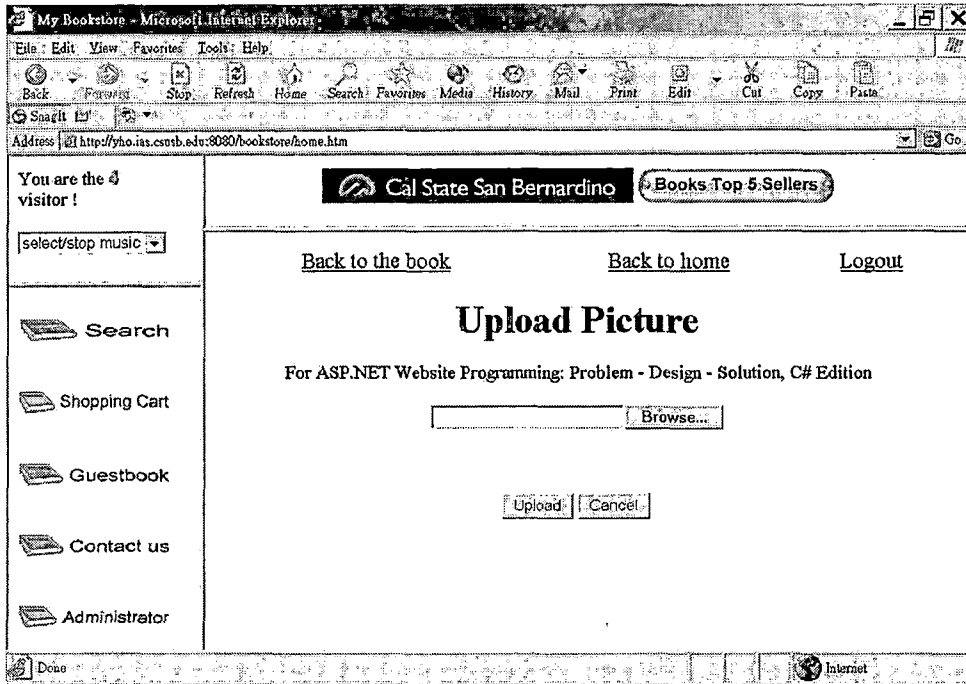 My Bookstore - Microsoft Internet Explorer
File Edit View Favorites Tools Help
Back Forward Stop Refresh Home Search Favorites Media History Mail Print Edit Cut Copy Paste
SnagIt
Address http://yho.ias.csusb.edu:8080/bookstore/home.htm Go
You are the 4
visitor !
select/stop music
Search
Shopping Cart
Guestbook
Contact us
Administrator
Cal State San Bernardino Books Top 5 Sellers
Back to the book Back to home Logout
Upload Picture
For ASP.NET Website Programming: Problem - Design - Solution, C# Edition
Browse...
Upload Cancel
Done Internet